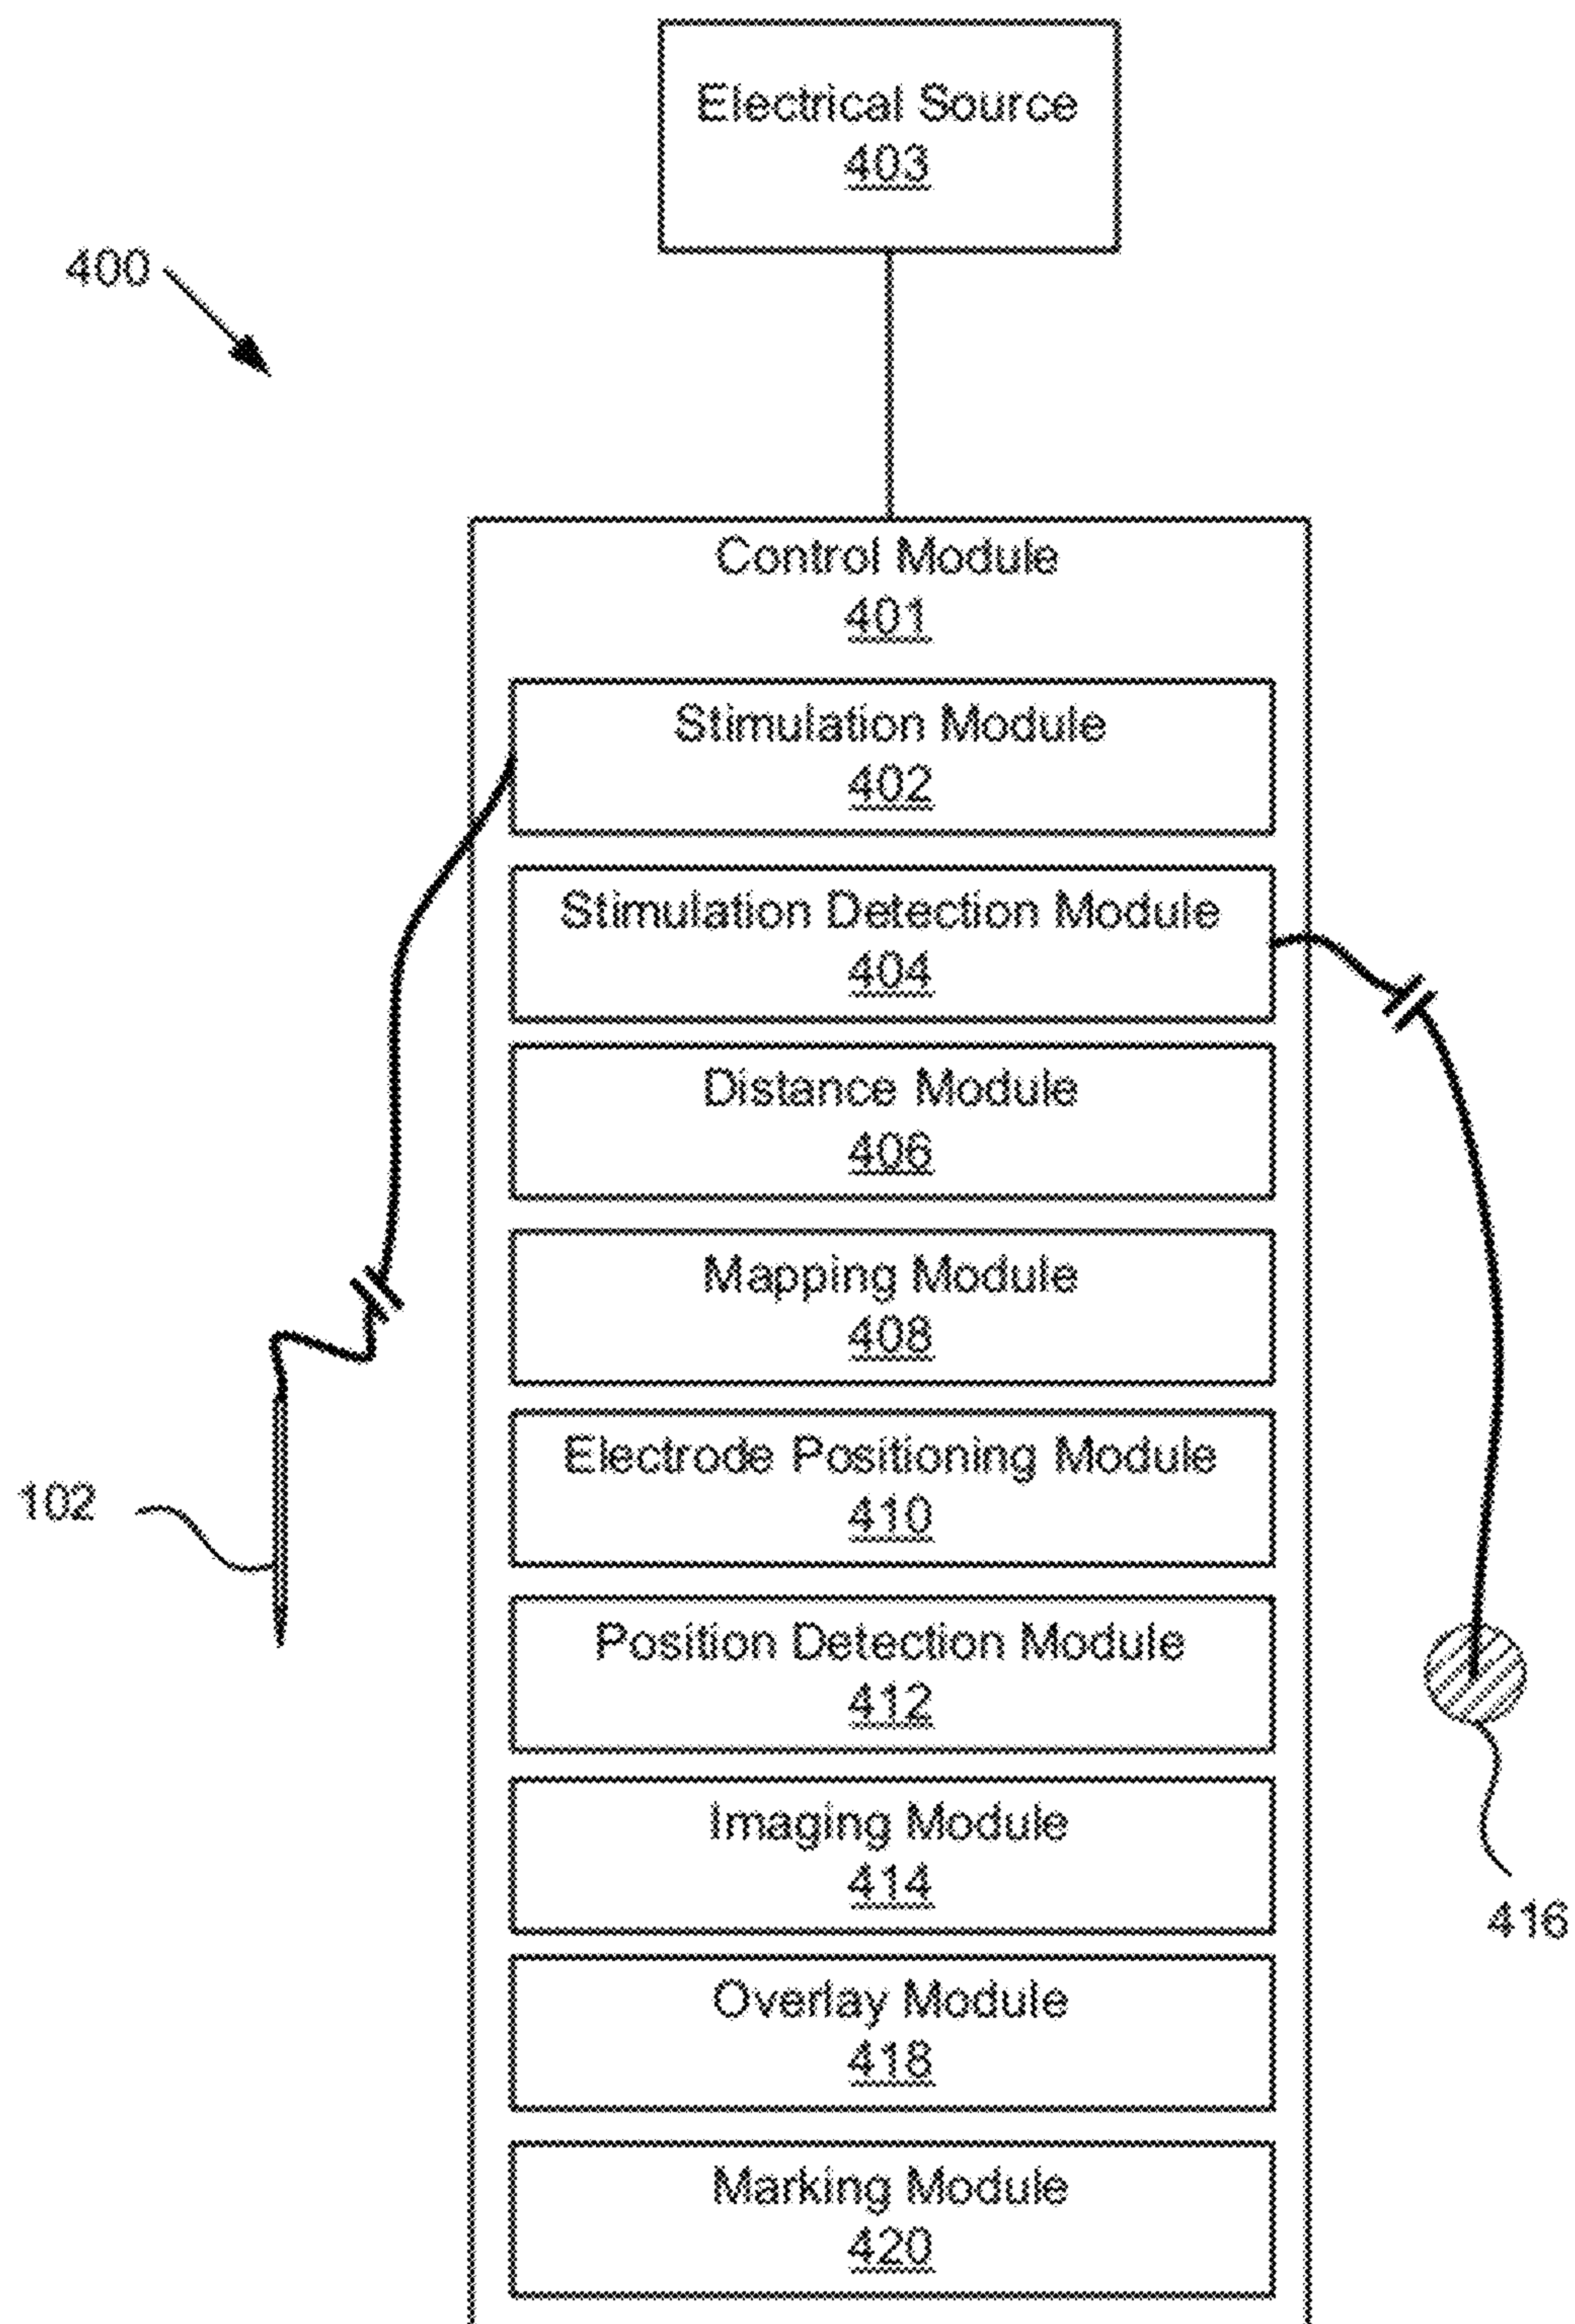 Electrical Source
403
400
Control Module
401
Stimulation Module
402
Stimulation Detection Module
404
Distance Module
406
Mapping Module
408
Electrode Positioning Module
410
102
Position Detection Module
412
Imaging Module
414
416
Overlay Module
418
Marking Module
420